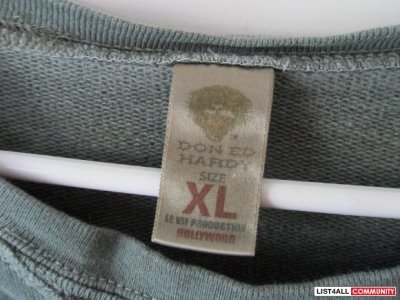 DON ED
HARDY
SIZE
XL
LE VIF PRODUCTION
HOLLYWOOD
LIST4ALL COMMUNITY